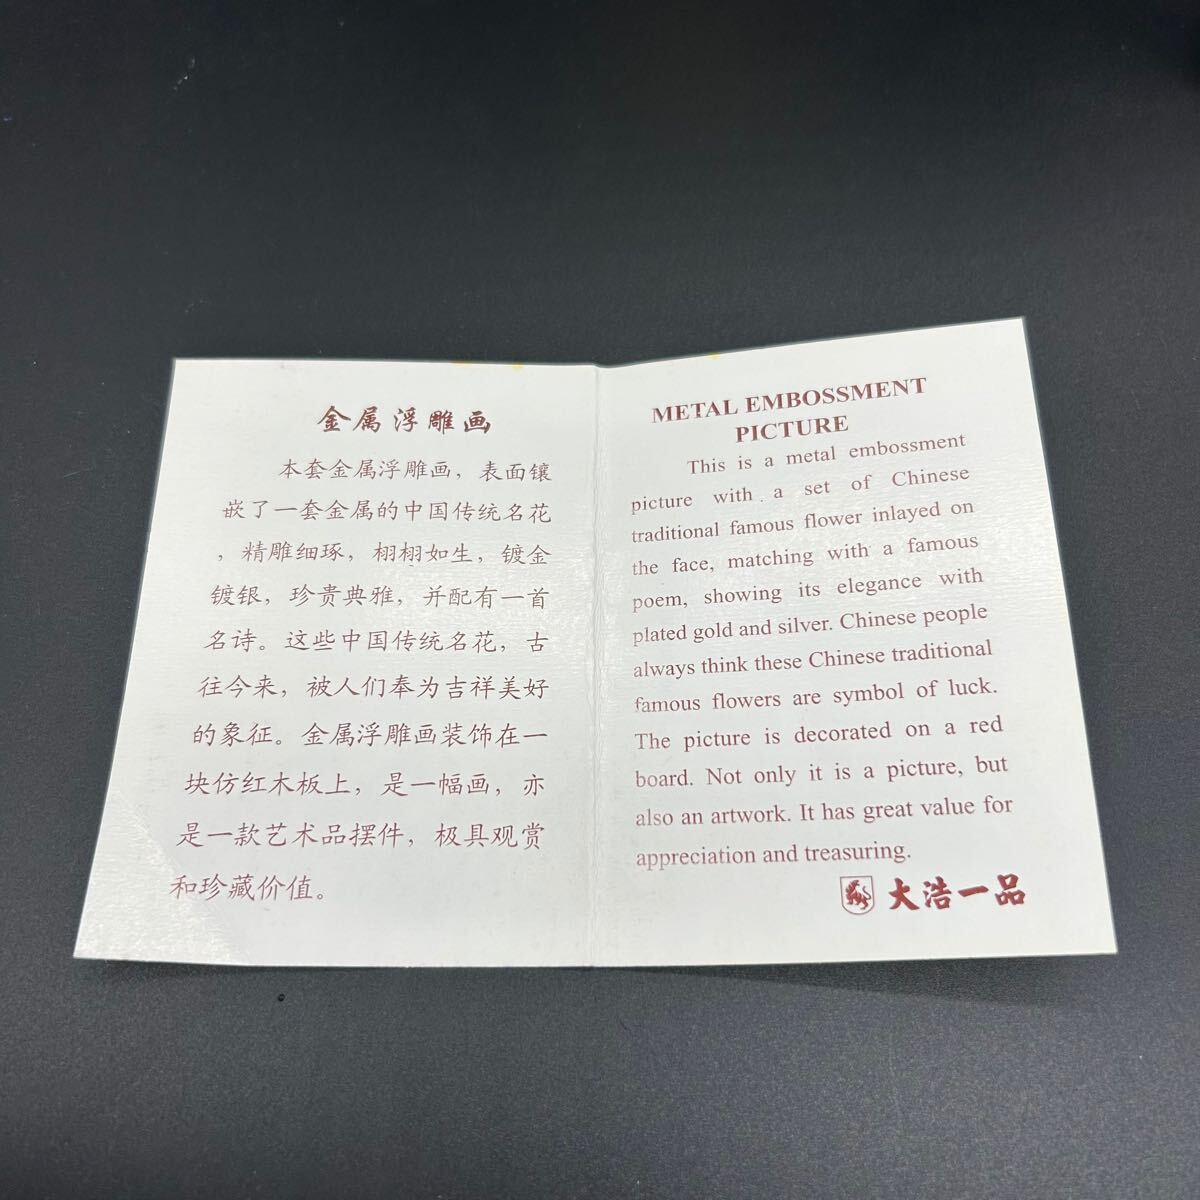 金属浮雕画
本套金属浮雕画，表面镶
嵌了一套金属的中国传统名花
，精雕细琢，栩栩如生，镀金
镀银，珍贵典雅，并配有一首
名诗。这些中国传统名花，古
往今来，被人们奉为吉祥美好
的象征。金属浮雕画装饰在一
块仿红木板上，是一幅画，亦
是一款艺术品摆件，极具观赏
和珍藏价值。
METAL EMBOSSMENT
PICTURE
This is a metal embossment
picture with a set of Chinese
traditional famous flower inlayed on
the face, matching with a famous
poem, showing its elegance with
plated gold and silver. Chinese people
always think these Chinese traditional
famous flowers are symbol of luck.
The picture is decorated on a red
board. Not only it is a picture, but
also an artwork. It has great value for
appreciation and treasuring.
大浩一品